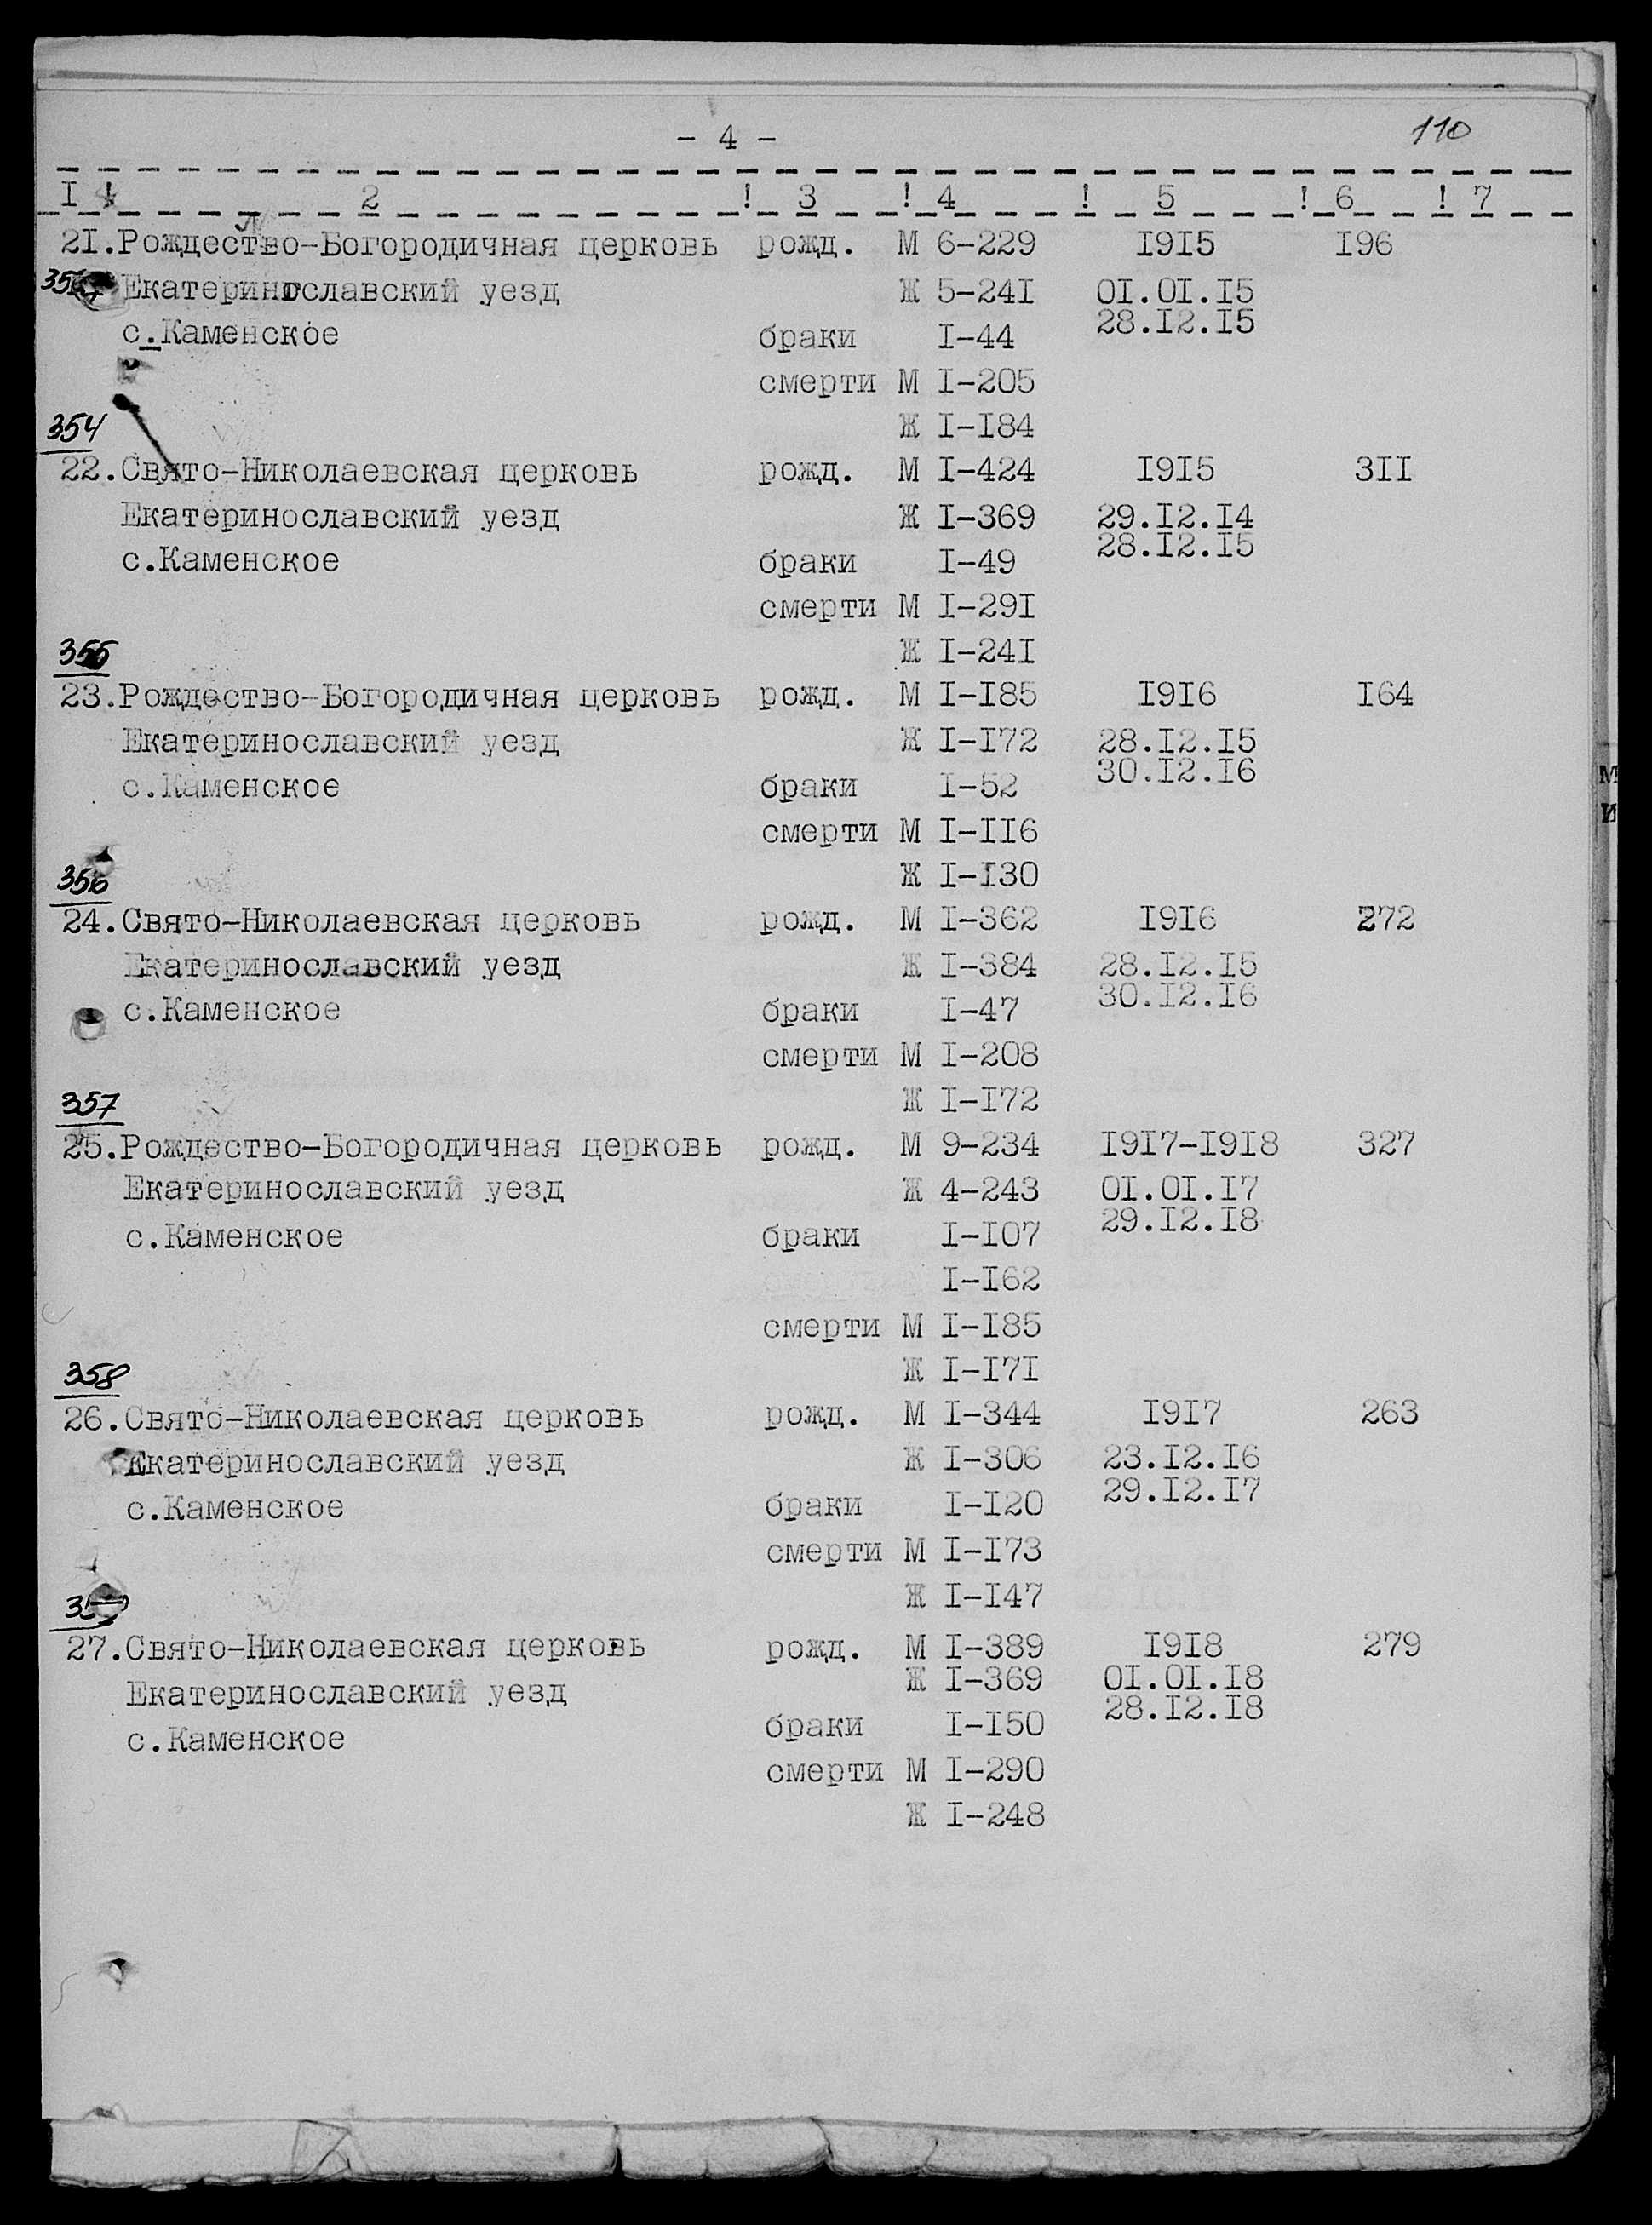 - 4 -
110
I ! 2 ! 3 ! 4 ! 5 ! 6 ! 7
21.Рождество-Богородичная церковь рожд. М 6-229 I9I5 I96
Екатеринославский уезд Ж 5-24I 0I.0I.I5
28.I2.I5
с.Каменское браки I-44
смерти М I-205
354
Ж I-I84
22.Свято-Николаевская церковь рожд. М I-424 I9I5 3II
Екатеринославский уезд Ж I-369 29.I2.I4
28.I2.I5
с.Каменское браки I-49
смерти М I-29I
355
Ж I-24I
23.Рождество-Богородичная церковь рожд. М I-I85 I9I6 I64
Екатеринославский уезд Ж I-I72 28.I2.I5
30.I2.I6
с.Каменское браки I-52
смерти М I-II6
356
Ж I-I30
24.Свято-Николаевская церковь рожд. М I-362 I9I6 272
Екатеринославский уезд Ж I-384 28.I2.I5
30.I2.I6
с.Каменское браки I-47
смерти М I-208
357
Ж I-I72
25.Рождество-Богородичная церковь рожд. М 9-234 I9I7-I9I8 327
Екатеринославский уезд Ж 4-243 0I.0I.I7
29.I2.I8
с.Каменское браки I-I07
I-I62
смерти М I-I85
358
Ж I-I7I
26.Свято-Николаевская церковь рожд. М I-344 I9I7 263
Екатеринославский уезд Ж I-306 23.I2.I6
29.I2.I7
с.Каменское браки I-I20
смерти М I-I73
Ж I-I47
27.Свято-Николаевская церковь рожд. М I-389 I9I8 279
Екатеринославский уезд Ж I-369 0I.0I.I8
28.I2.I8
с.Каменское браки I-I50
смерти М I-290
Ж I-248